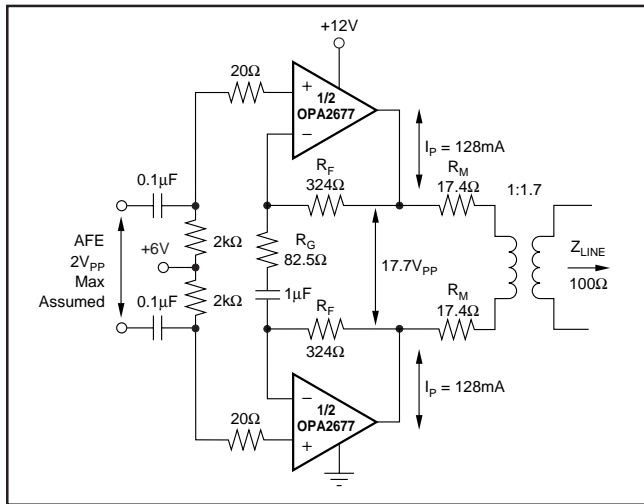 +12V
20Ω
+
1/2
OPA2677
−
I_P = 128mA
R_F
324Ω
R_M
17.4Ω
1:1.7
0.1μF
2kΩ
AFE
2V_PP
Max
Assumed
+6V
R_G
82.5Ω
17.7V_PP
Z_LINE
100Ω
1μF
2kΩ
0.1μF
R_F
324Ω
R_M
17.4Ω
−
1/2
OPA2677
+
I_P = 128mA
20Ω